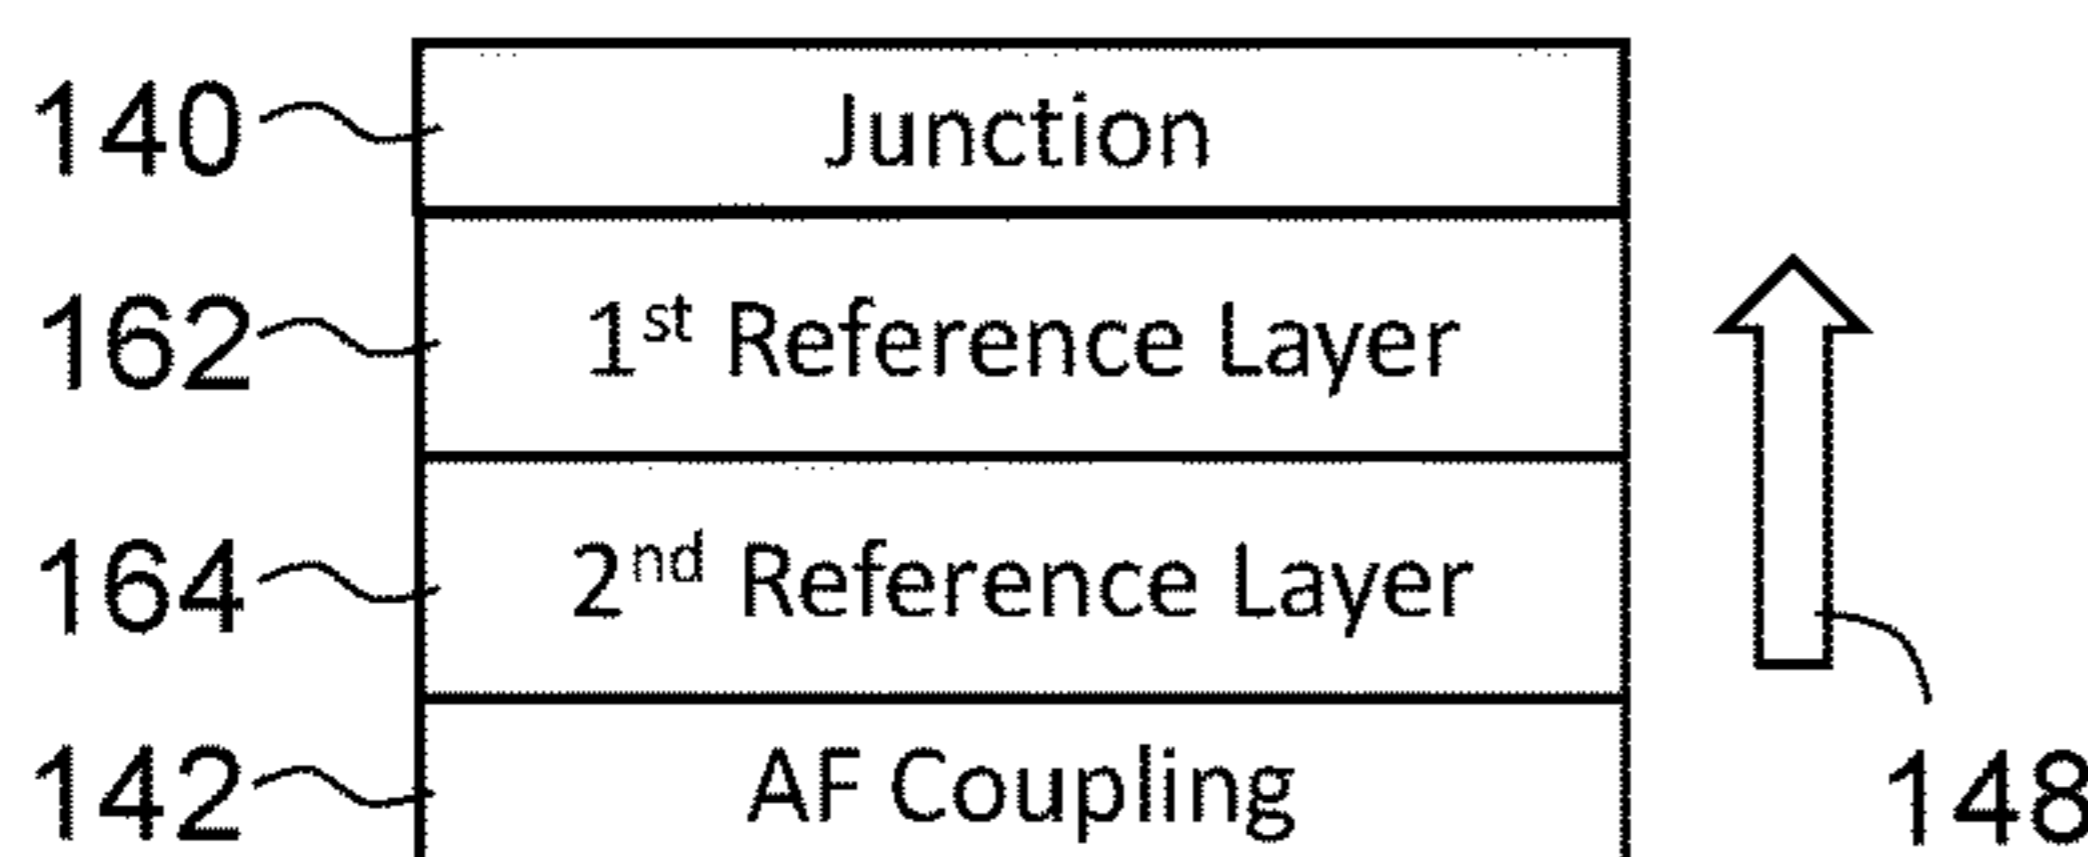 140 Junction
162 1st Reference Layer
164 2nd Reference Layer
142 AF Coupling 148